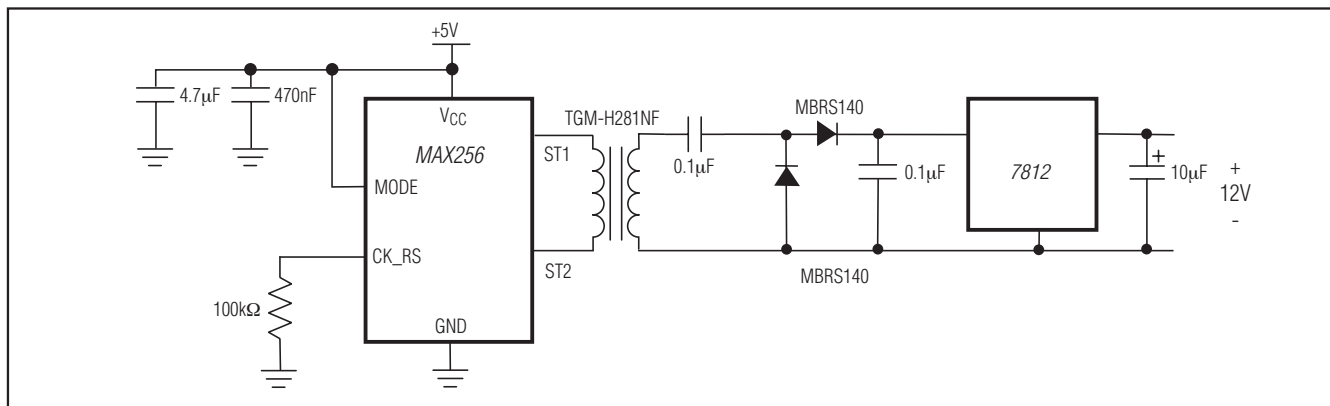 +5V
4.7μF
470nF
VCC
MAX256
MODE
CK_RS
100kΩ
GND
ST1
ST2
TGM-H281NF
0.1μF
MBRS140
0.1μF
MBRS140
7812
+
10μF
+
12V
-